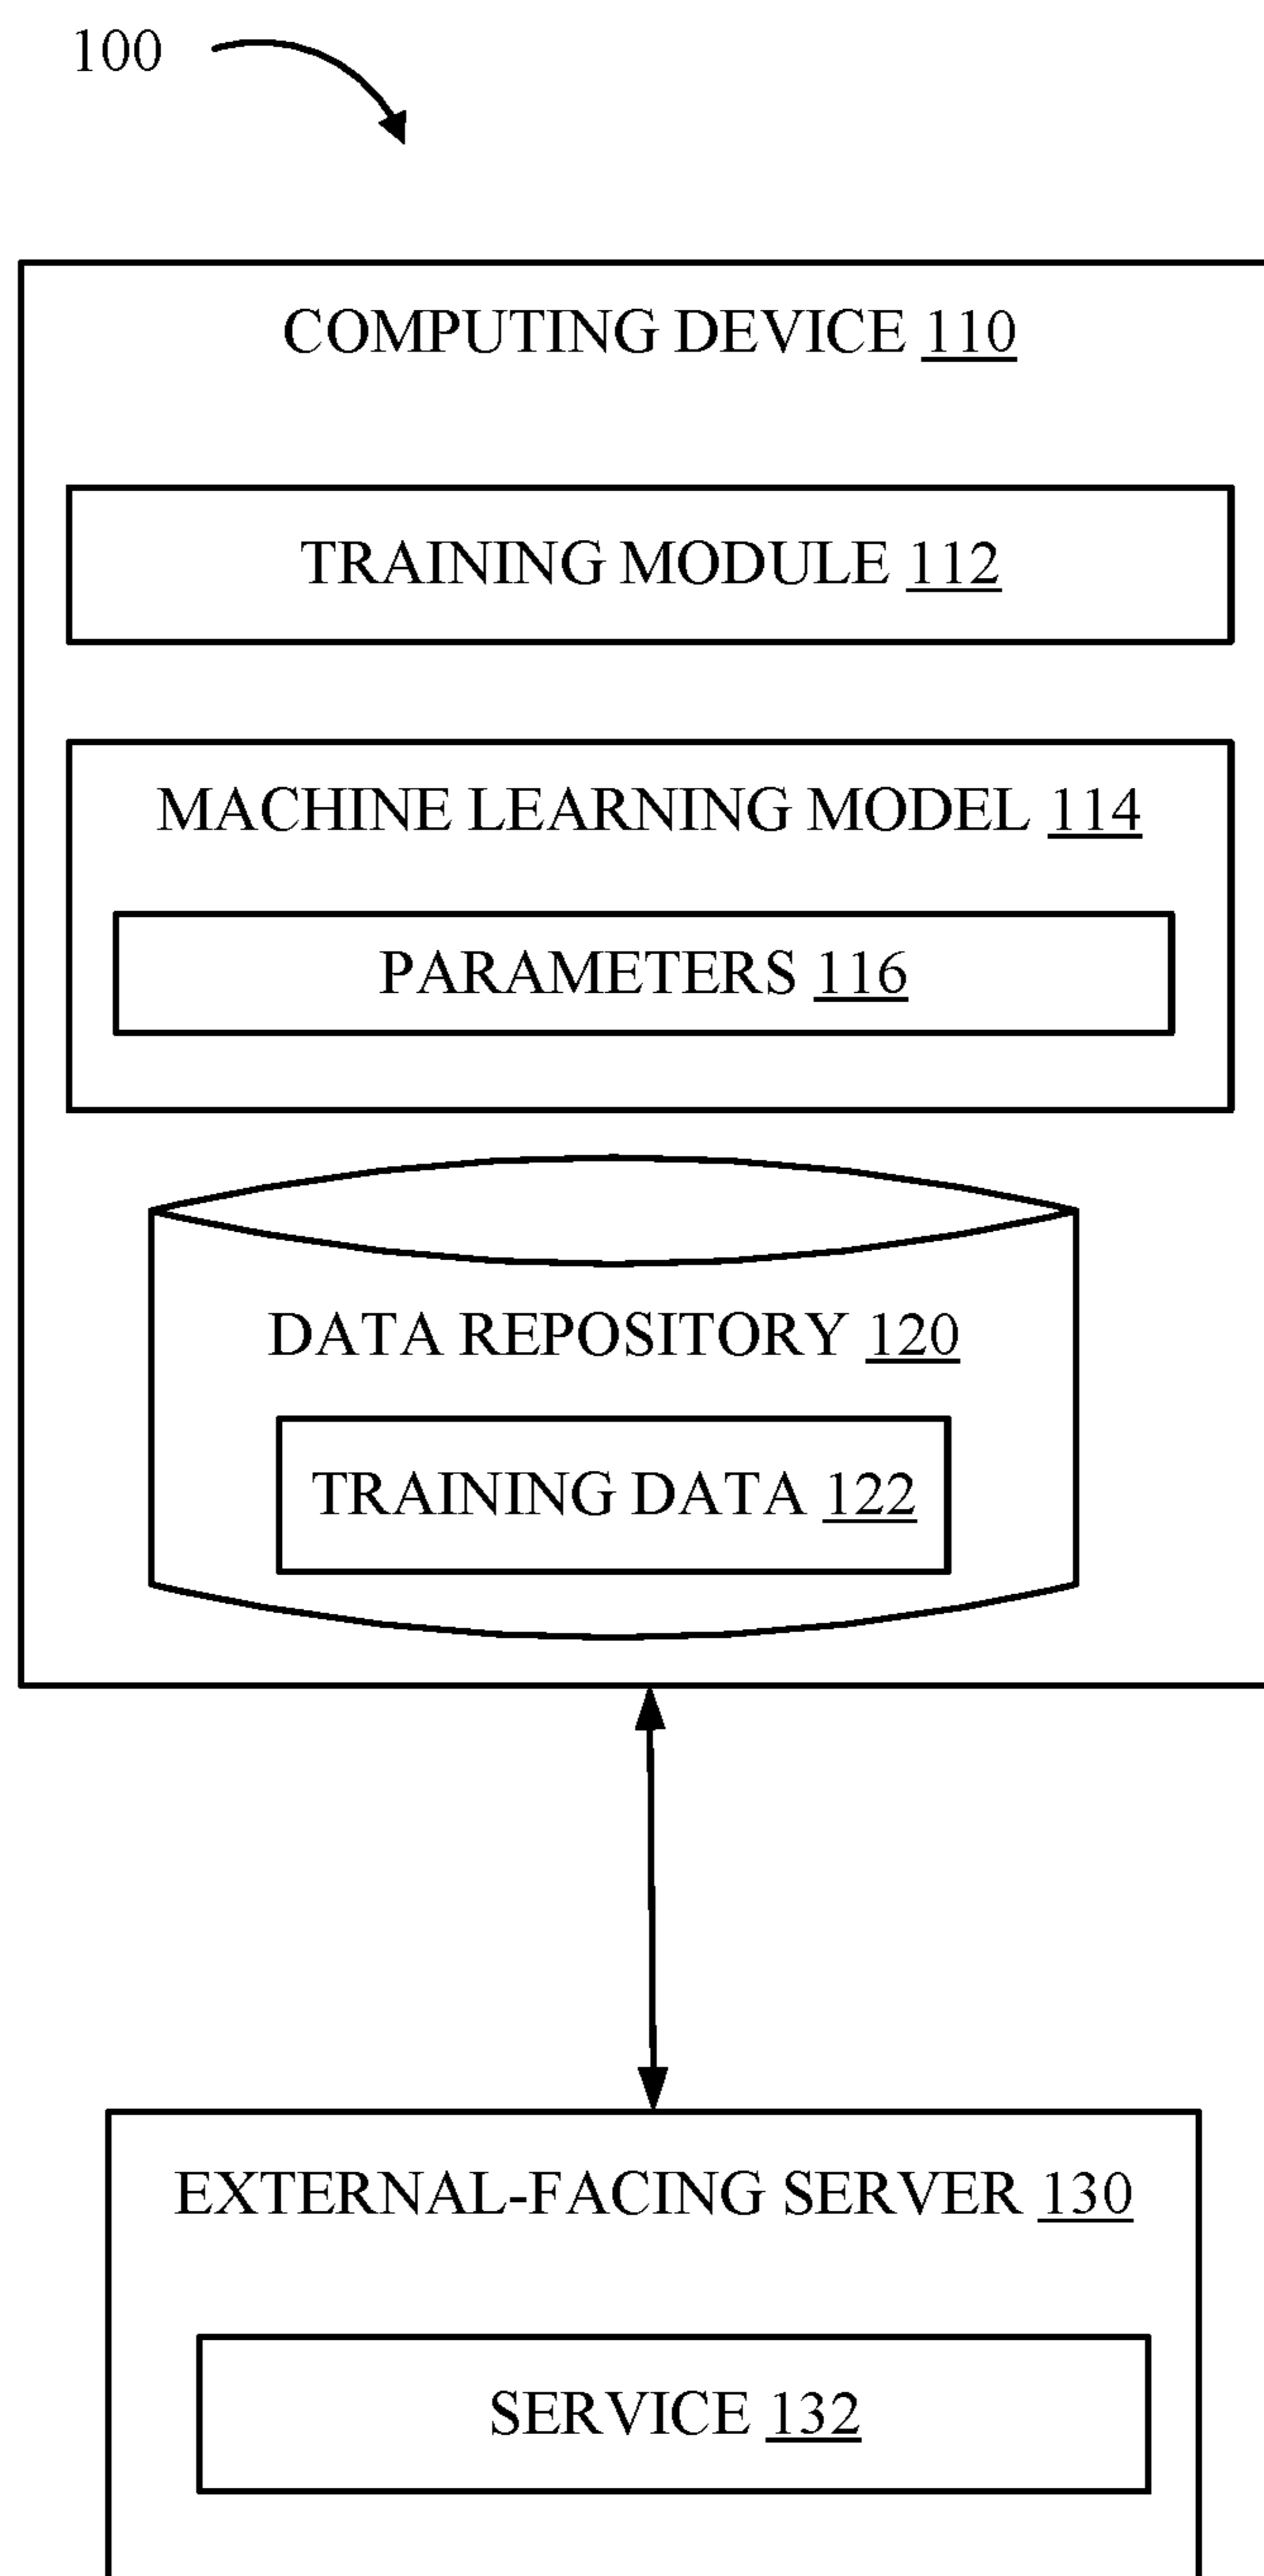 100
COMPUTING DEVICE 110
TRAINING MODULE 112
MACHINE LEARNING MODEL 114
PARAMETERS 116
DATA REPOSITORY 120
TRAINING DATA 122
EXTERNAL-FACING SERVER 130
SERVICE 132